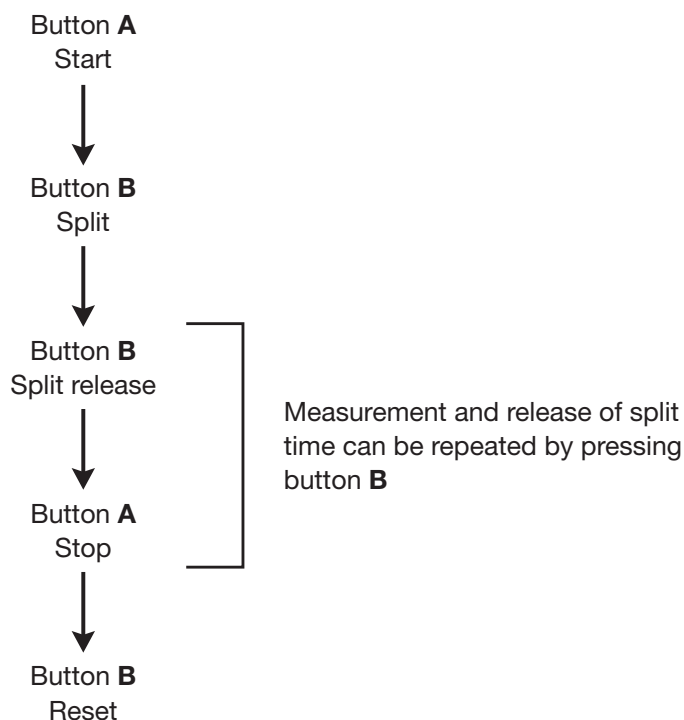 Button A
Start
Button B
Split
Button B
Split release
Measurement and release of split
time can be repeated by pressing
button B
Button A
Stop
Button B
Reset